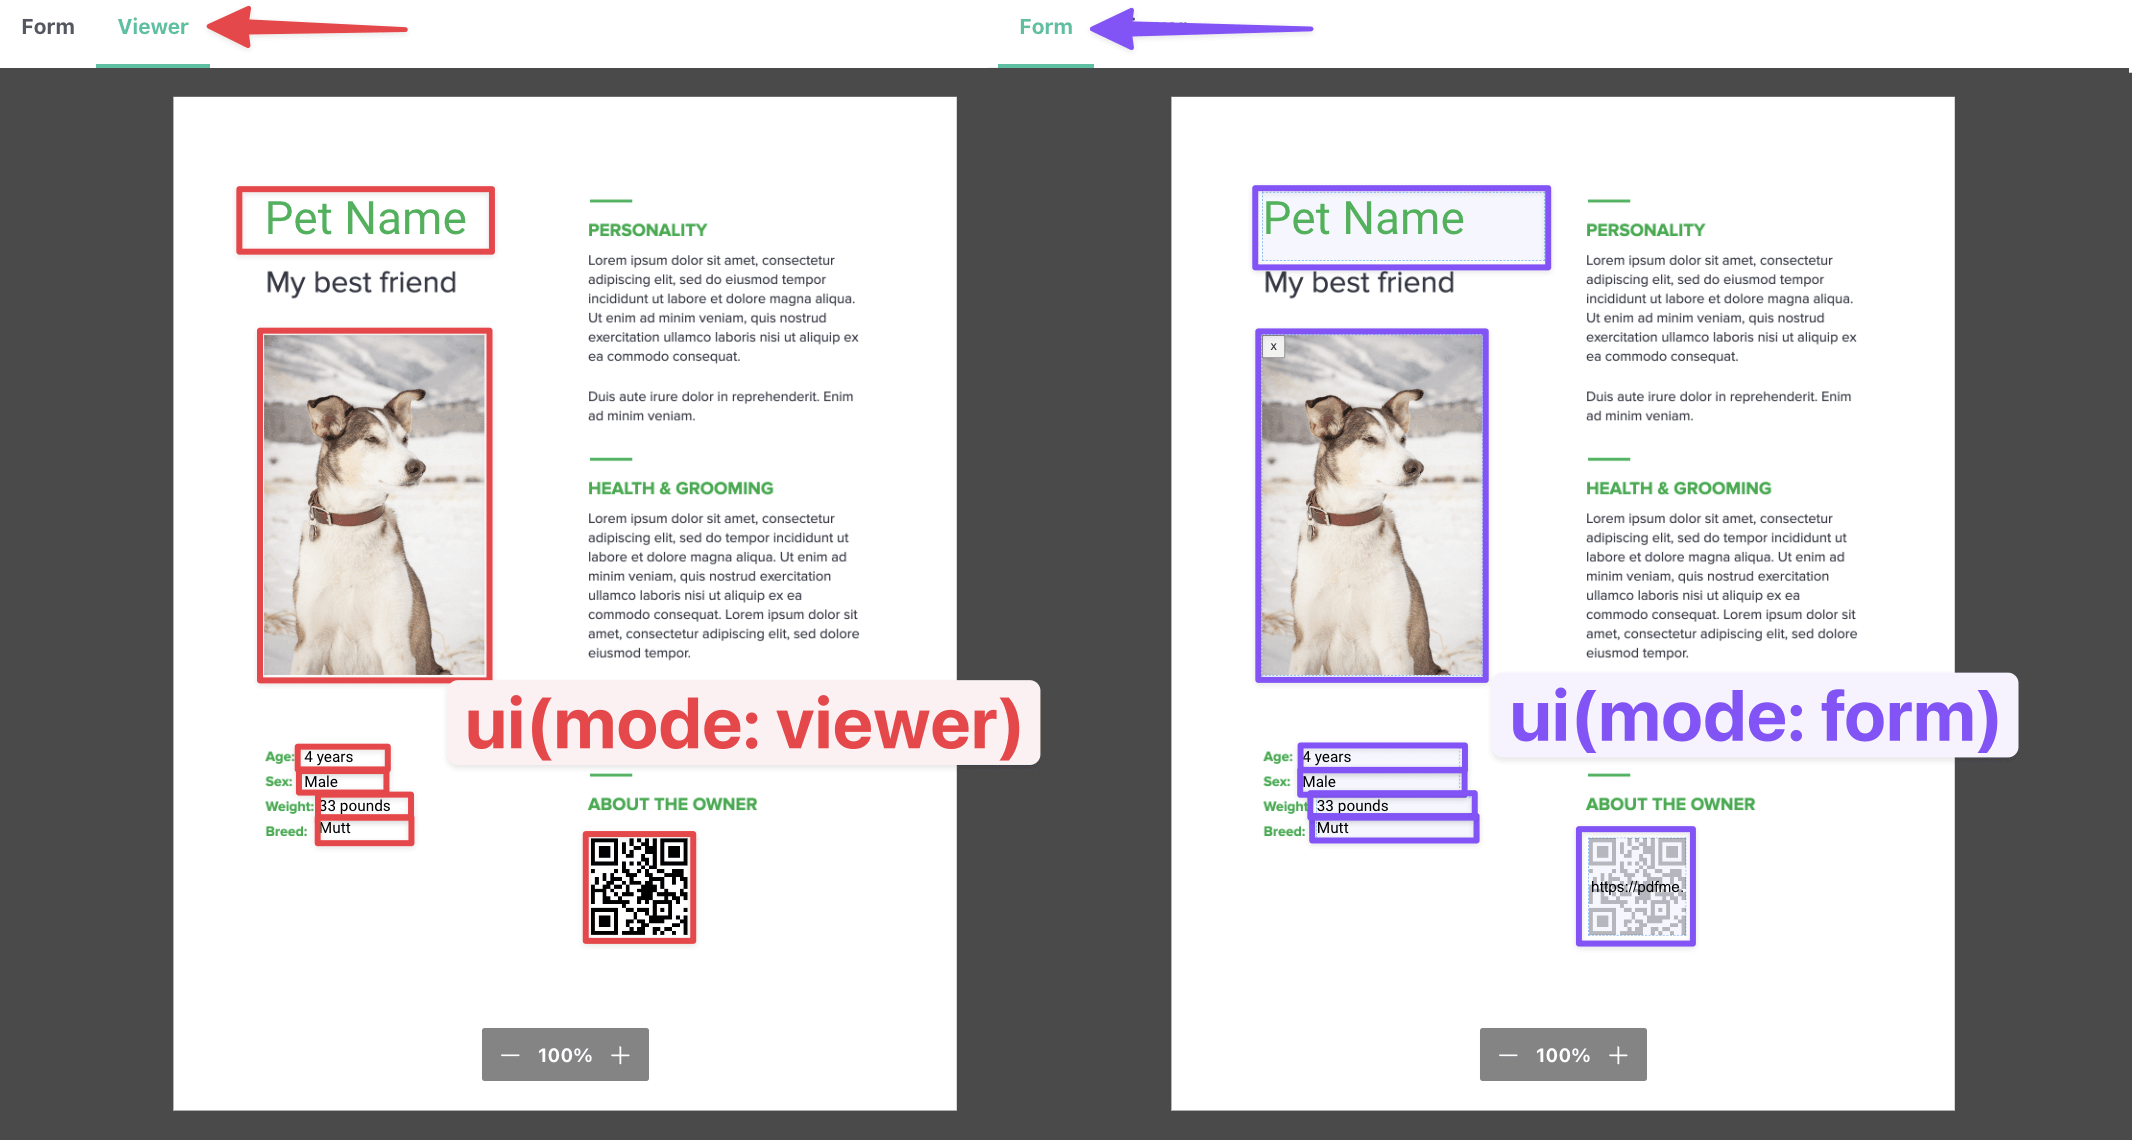 Form
Viewer
Pet Name
My best friend
Age: 4 years
Sex: Male
Weight: 33 pounds
Breed: Mutt
PERSONALITY
Lorem ipsum dolor sit amet, consectetur
adipiscing elit, sed do eiusmod tempor
incididunt ut labore et dolore magna aliqua.
Ut enim ad minim veniam, quis nostrud
exercitation ullamco laboris nisi ut aliquip ex
ea commodo consequat.
Duis aute irure dolor in reprehenderit. Enim
ad minim veniam.
HEALTH & GROOMING
Lorem ipsum dolor sit amet, consectetur
adipiscing elit, sed do tempor incididunt ut
labore et dolore magna aliqua. Ut enim ad
minim veniam, quis nostrud exercitation
ullamco laboris nisi ut aliquip ex ea
commodo consequat. Lorem ipsum dolor sit
amet, consectetur adipiscing elit, sed dolore
eiusmod tempor.
ui(mode: viewer)
ABOUT THE OWNER
100%
Form
Pet Name
My best friend
x
Age: 4 years
Sex: Male
Weight 33 pounds
Breed: Mutt
PERSONALITY
Lorem ipsum dolor sit amet, consectetur
adipiscing elit, sed do eiusmod tempor
incididunt ut labore et dolore magna aliqua.
Ut enim ad minim veniam, quis nostrud
exercitation ullamco laboris nisi ut aliquip ex
ea commodo consequat.
Duis aute irure dolor in reprehenderit. Enim
ad minim veniam.
HEALTH & GROOMING
Lorem ipsum dolor sit amet, consectetur
adipiscing elit, sed do tempor incididunt ut
labore et dolore magna aliqua. Ut enim ad
minim veniam, quis nostrud exercitation
ullamco laboris nisi ut aliquip ex ea
commodo consequat. Lorem ipsum dolor sit
amet, consectetur adipiscing elit, sed dolore
eiusmod tempor.
ui(mode: form)
ABOUT THE OWNER
https://pdfme.
100%